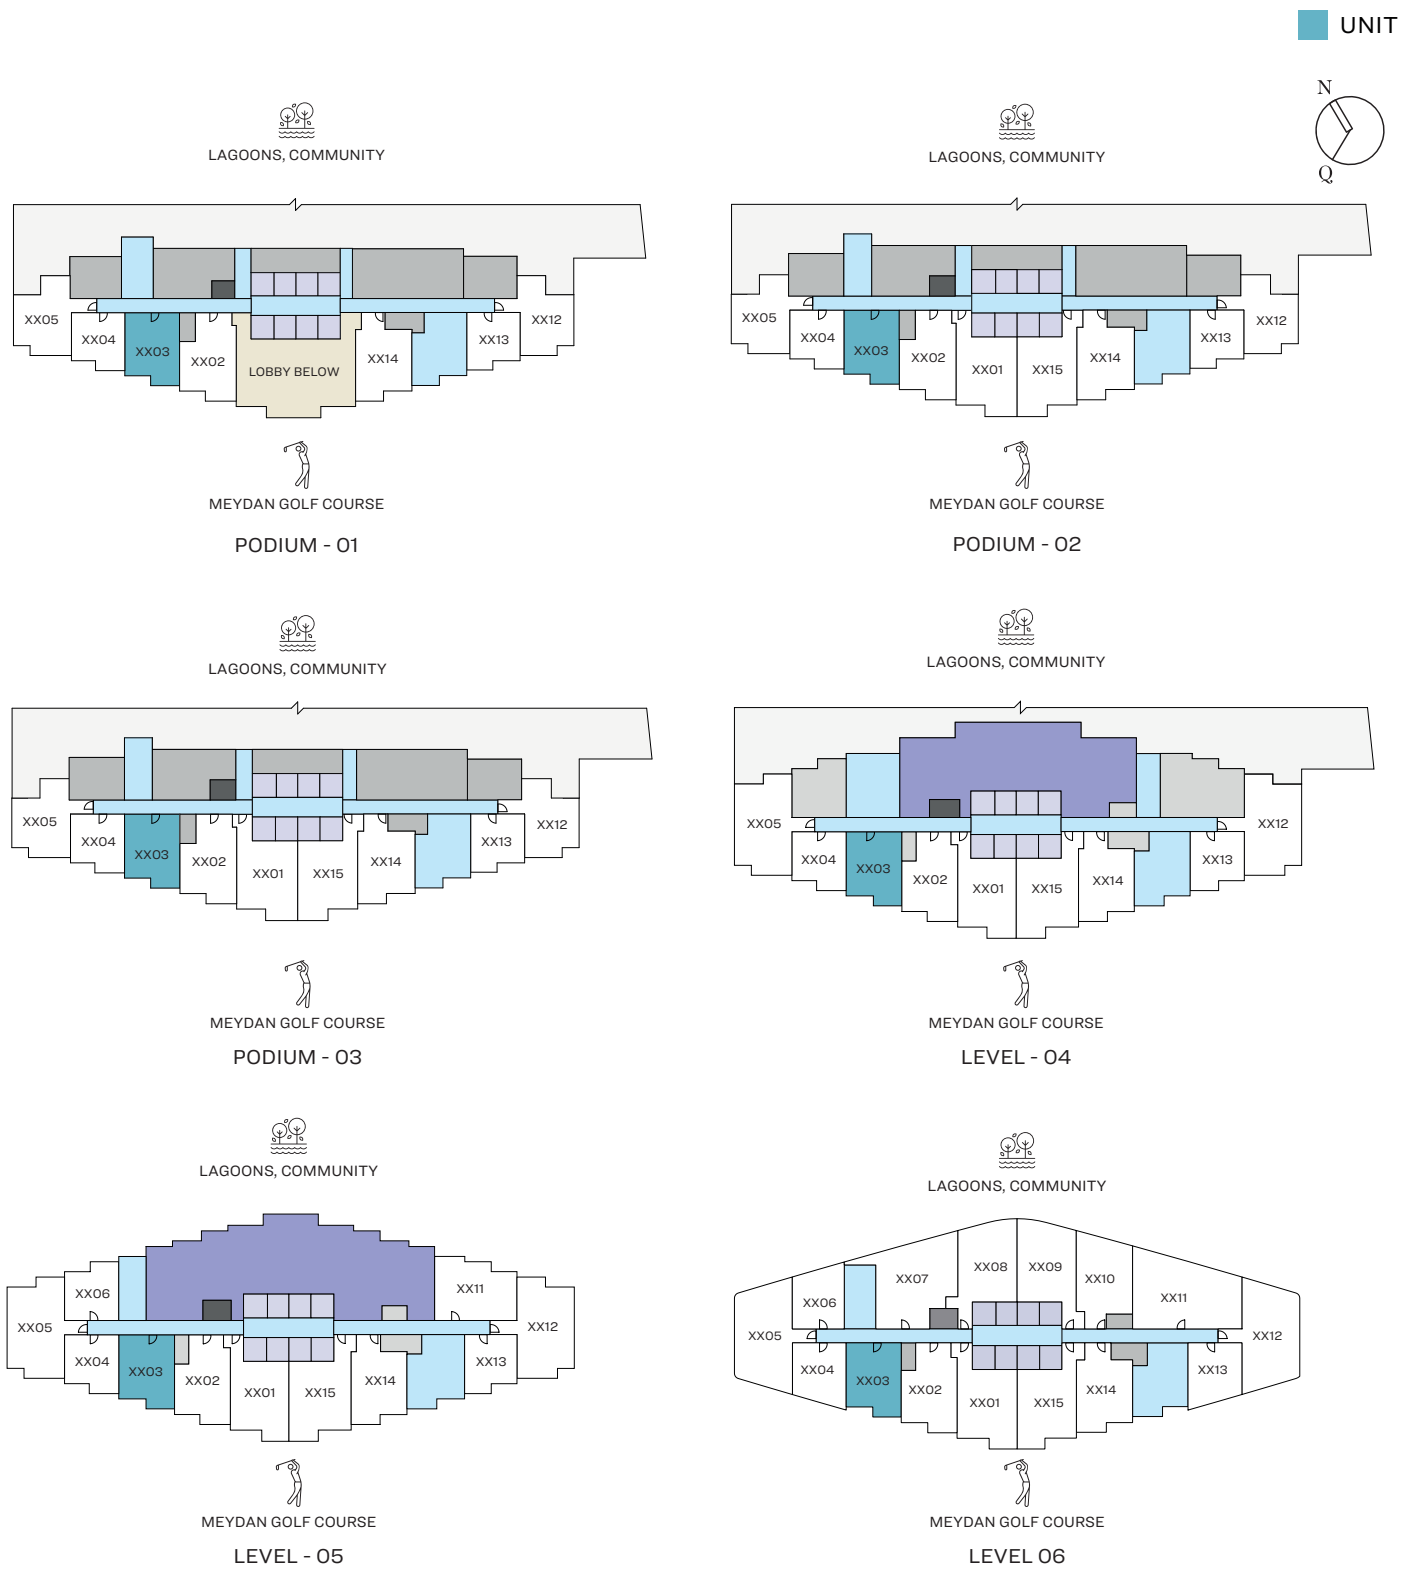 UNIT
N
Q
LAGOONS, COMMUNITY
XX05
XX04
XX03
XX02
LOBBY BELOW
XX14
XX13
XX12
MEYDAN GOLF COURSE
PODIUM - 01
LAGOONS, COMMUNITY
XX05
XX04
XX03
XX02
XX01
XX15
XX14
XX13
XX12
MEYDAN GOLF COURSE
PODIUM - 02
LAGOONS, COMMUNITY
XX05
XX04
XX03
XX02
XX01
XX15
XX14
XX13
XX12
MEYDAN GOLF COURSE
PODIUM - 03
LAGOONS, COMMUNITY
XX05
XX04
XX03
XX02
XX01
XX15
XX14
XX13
XX12
MEYDAN GOLF COURSE
LEVEL - 04
LAGOONS, COMMUNITY
XX06
XX11
XX05
XX12
XX04
XX03
XX02
XX01
XX15
XX14
XX13
MEYDAN GOLF COURSE
LEVEL - 05
LAGOONS, COMMUNITY
XX08
XX09
XX07
XX10
XX06
XX11
XX05
XX12
XX04
XX03
XX02
XX01
XX15
XX14
XX13
MEYDAN GOLF COURSE
LEVEL 06